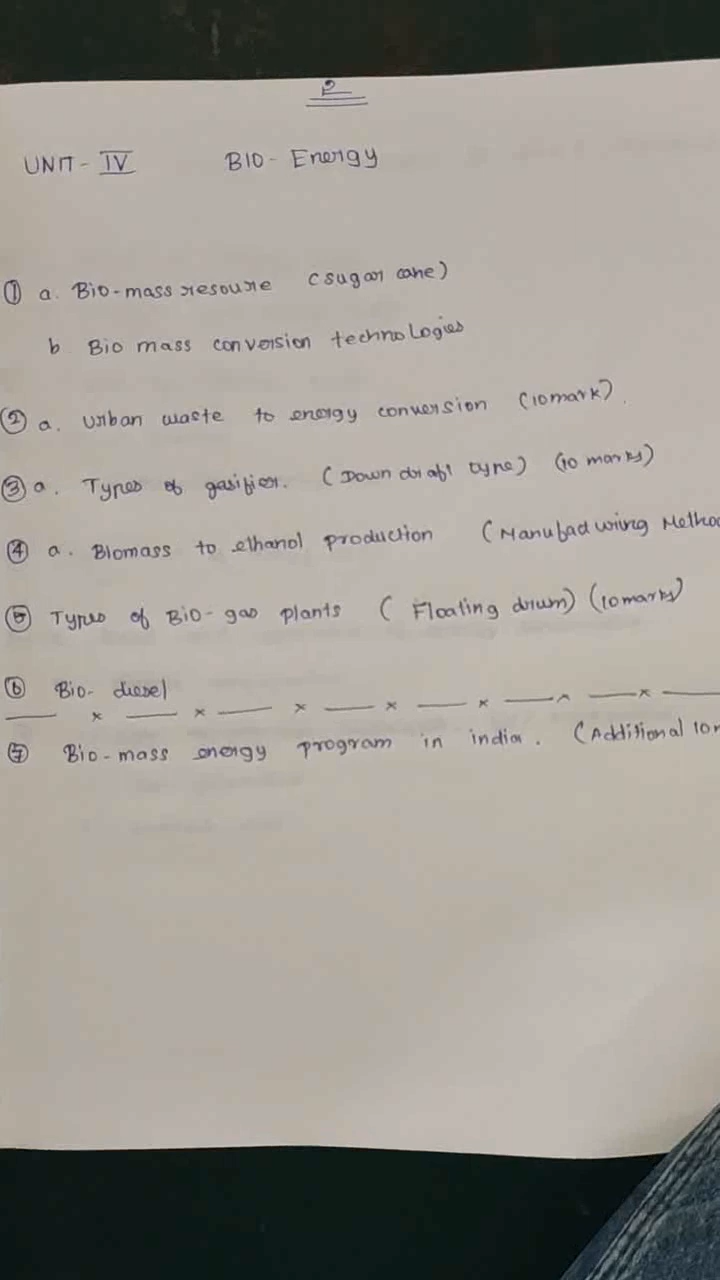 2
UNIT - IV BIO - Energy
① a. Bio-mass resoure (sugar cane)
b Bio mass conversion technologies
② a. urban waste to energy conversion (10mark).
③ a. Types of gasifier. (Down draft type) (10 marks)
④ a. Biomass to ethanol production (Manufacturing Metho
⑤ Types of Bio-gas plants ( Floating drum) (10marks)
⑥ Bio- diesel
⑦ Bio-mass energy program in india. (Additional 10